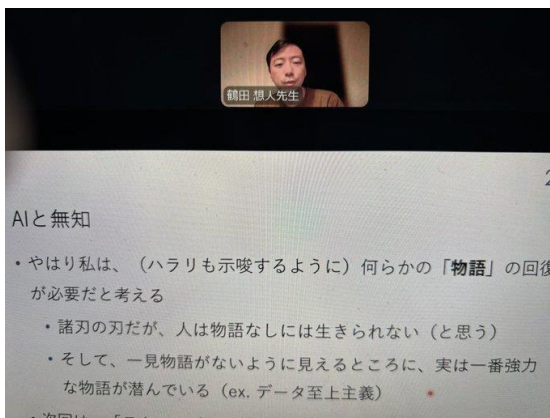 鶴田 想人先生
2
AIと無知
• やはり私は、（ハラリも示唆するように）何らかの「物語」の回復
が必要だと考える
• 諸刃の刃だが、人は物語なしには生きられない（と思う）
• そして、一見物語がないように見えるところに、実は一番強力
な物語が潜んでいる（ex. データ至上主義）